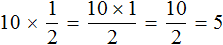 10 × 1/2 = 10 × 1/2 = 10/2 = 5